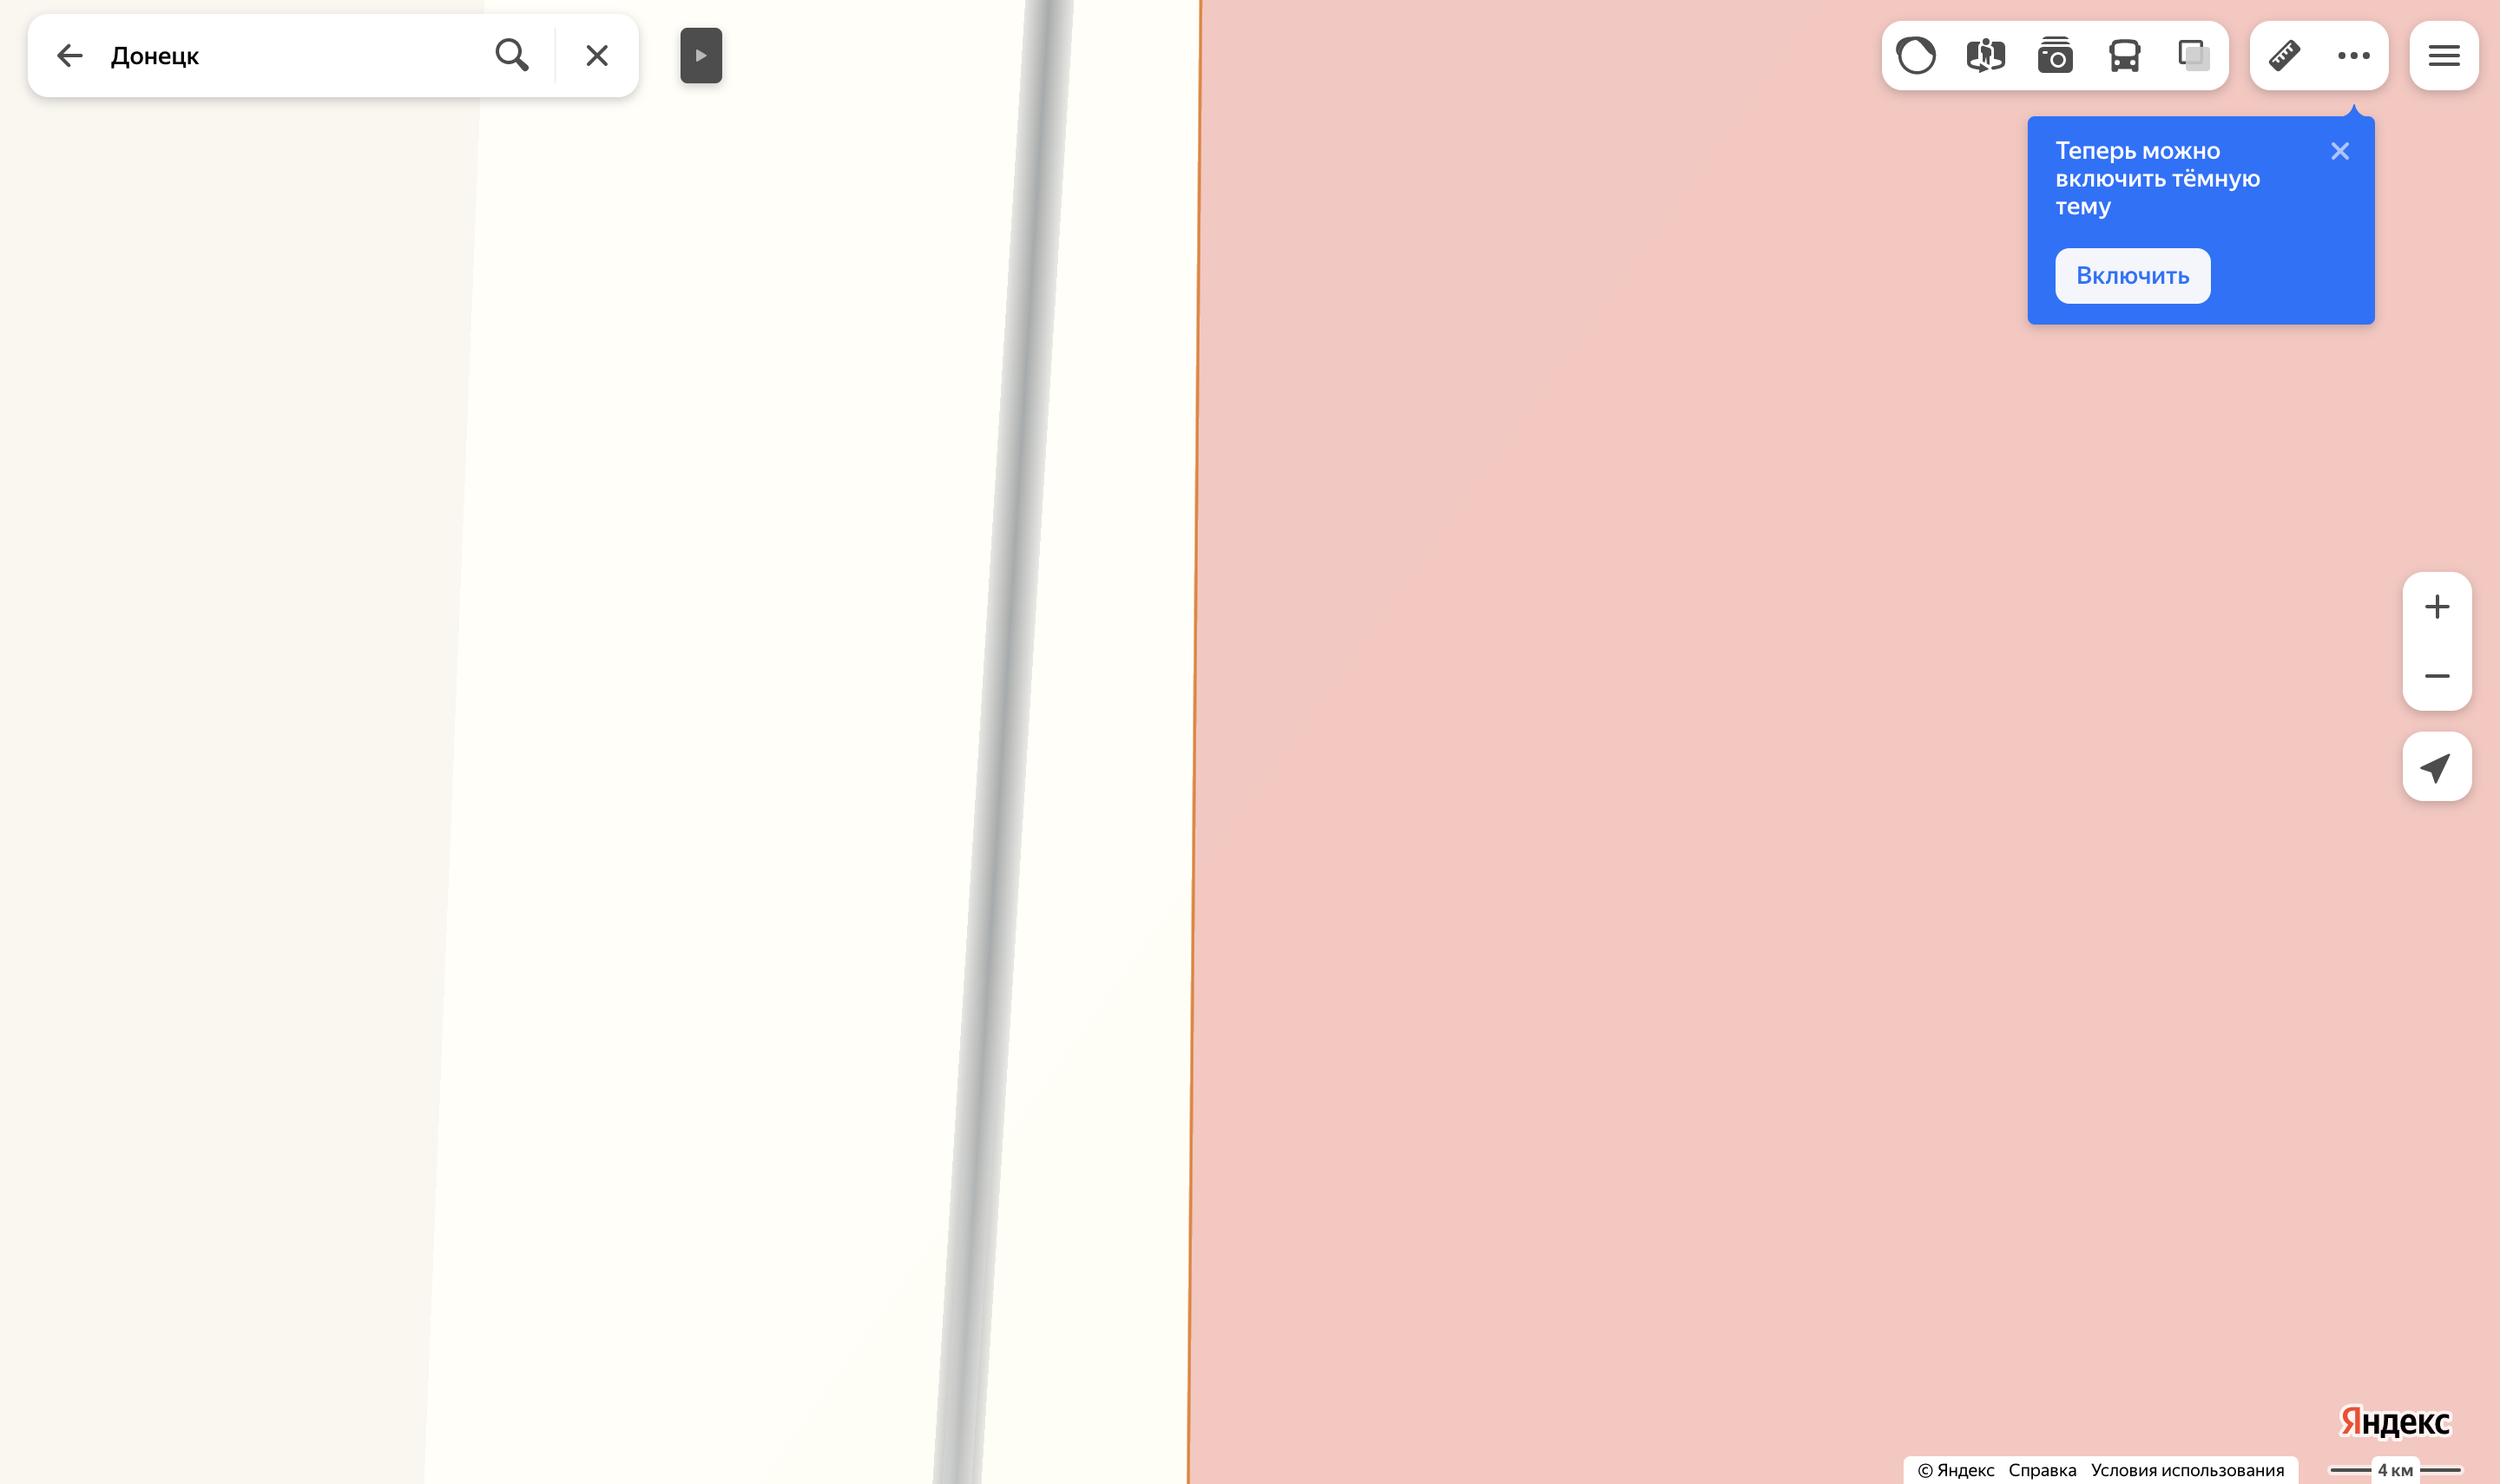 Донецк
Теперь можно
включить тёмную
тему
Включить
Яндекс
© Яндекс Справка Условия использования
4 км